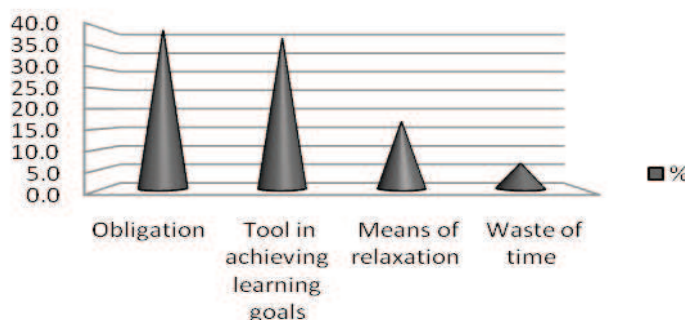 40.0
35.0
30.0
25.0
20.0
15.0
10.0
5.0
0.0
%
Obligation
Tool in
achieving
learning
goals
Means of
relaxation
Waste of
time